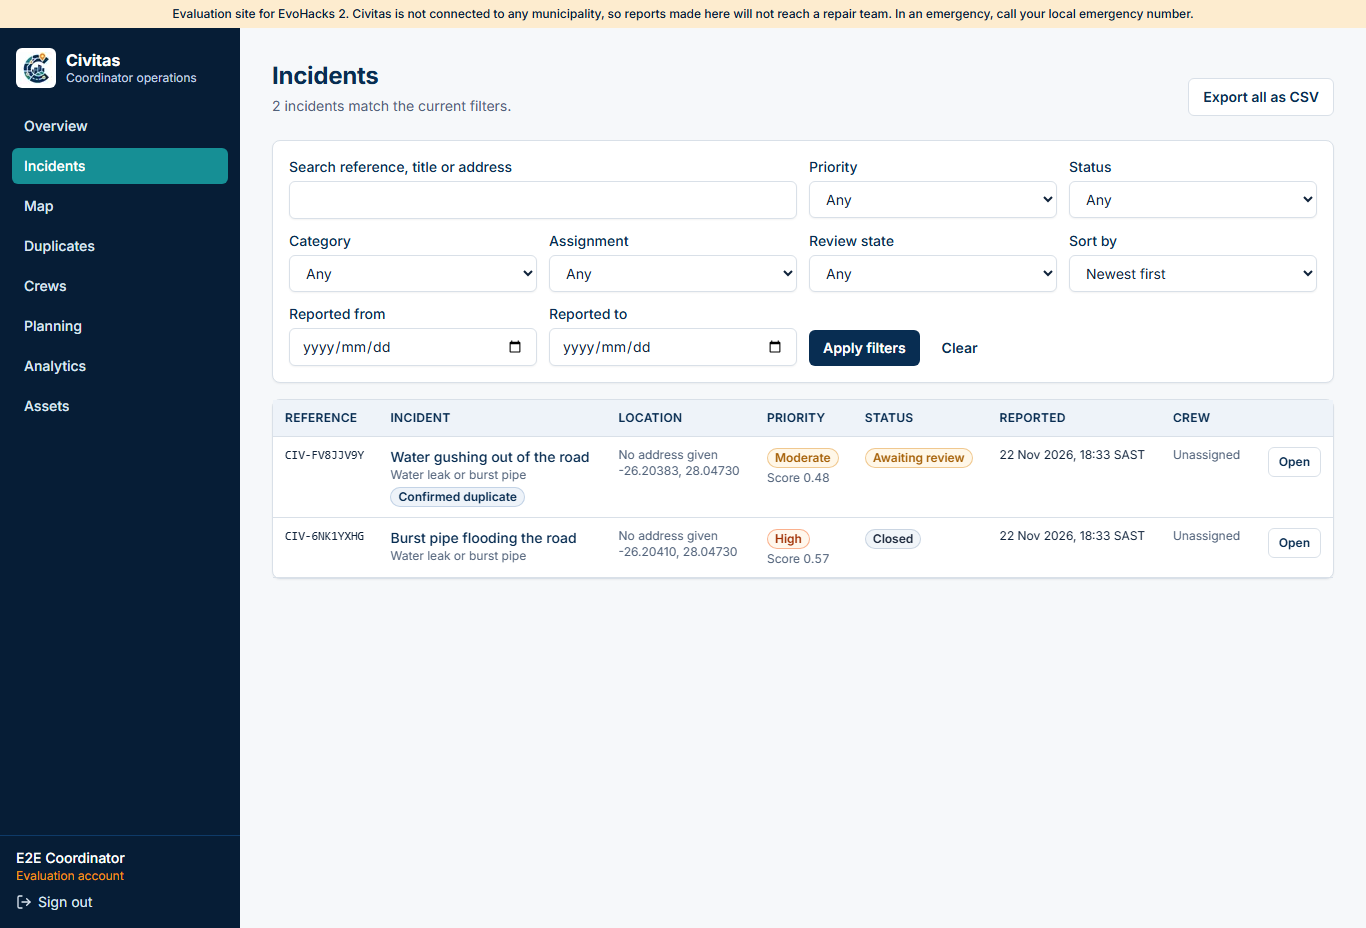 Evaluation site for EvoHacks 2. Civitas is not connected to any municipality, so reports made here will not reach a repair team. In an emergency, call your local emergency number.
Civitas
Coordinator operations
Overview
Incidents
Map
Duplicates
Crews
Planning
Analytics
Assets
E2E Coordinator
Evaluation account
Sign out
Incidents
2 incidents match the current filters.
Export all as CSV
Search reference, title or address
Priority
Status
Any
Any
Category
Assignment
Review state
Sort by
Any
Any
Any
Newest first
Reported from
Reported to
yyyy/mm/dd
yyyy/mm/dd
Apply filters
Clear
REFERENCE INCIDENT LOCATION PRIORITY STATUS REPORTED CREW
CIV-FV8JJV9Y
Water gushing out of the road
Water leak or burst pipe
Confirmed duplicate
No address given
-26.20383, 28.04730
Moderate
Score 0.48
Awaiting review
22 Nov 2026, 18:33 SAST
Unassigned
Open
CIV-6NK1YXHG
Burst pipe flooding the road
Water leak or burst pipe
No address given
-26.20410, 28.04730
High
Score 0.57
Closed
22 Nov 2026, 18:33 SAST
Unassigned
Open